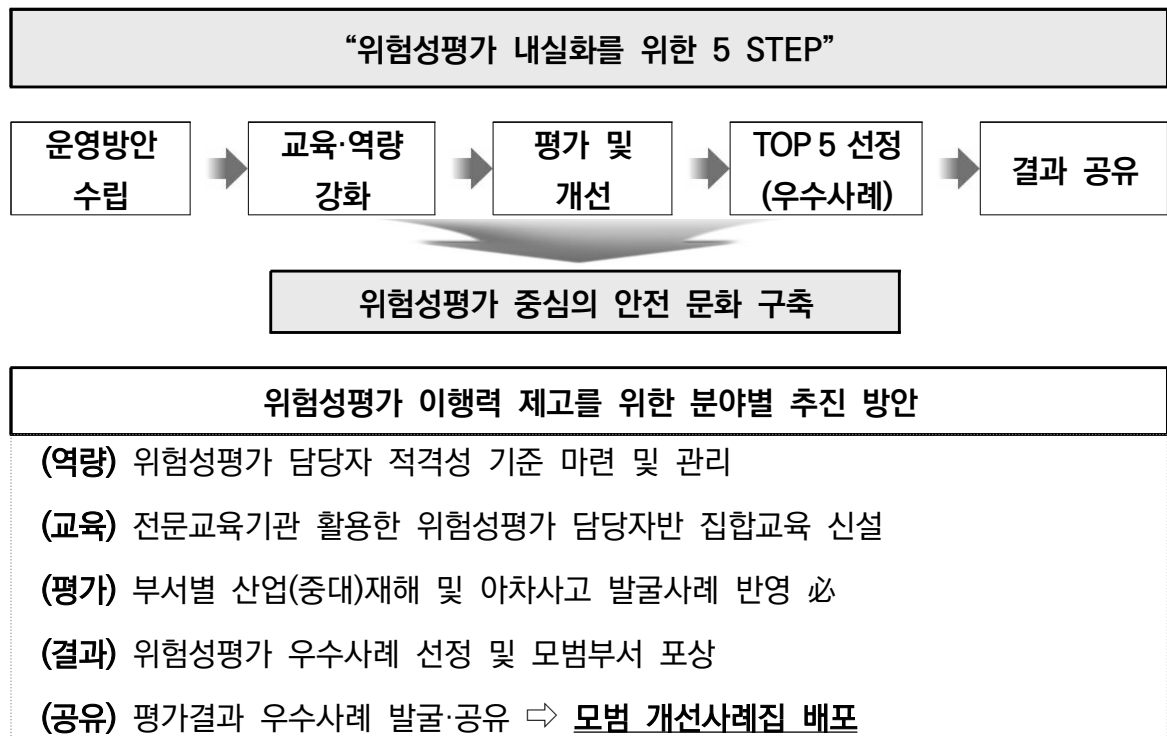 “위험성평가 내실화를 위한 5 STEP”
운영방안
수립
교육·역량
강화
평가 및
개선
TOP 5 선정
(우수사례)
결과 공유
위험성평가 중심의 안전 문화 구축
위험성평가 이행력 제고를 위한 분야별 추진 방안
(역량) 위험성평가 담당자 적격성 기준 마련 및 관리
(교육) 전문교육기관 활용한 위험성평가 담당자반 집합교육 신설
(평가) 부서별 산업(중대)재해 및 아차사고 발굴사례 반영 必
(결과) 위험성평가 우수사례 선정 및 모범부서 포상
(공유) 평가결과 우수사례 발굴·공유 ⇨ 모범 개선사례집 배포